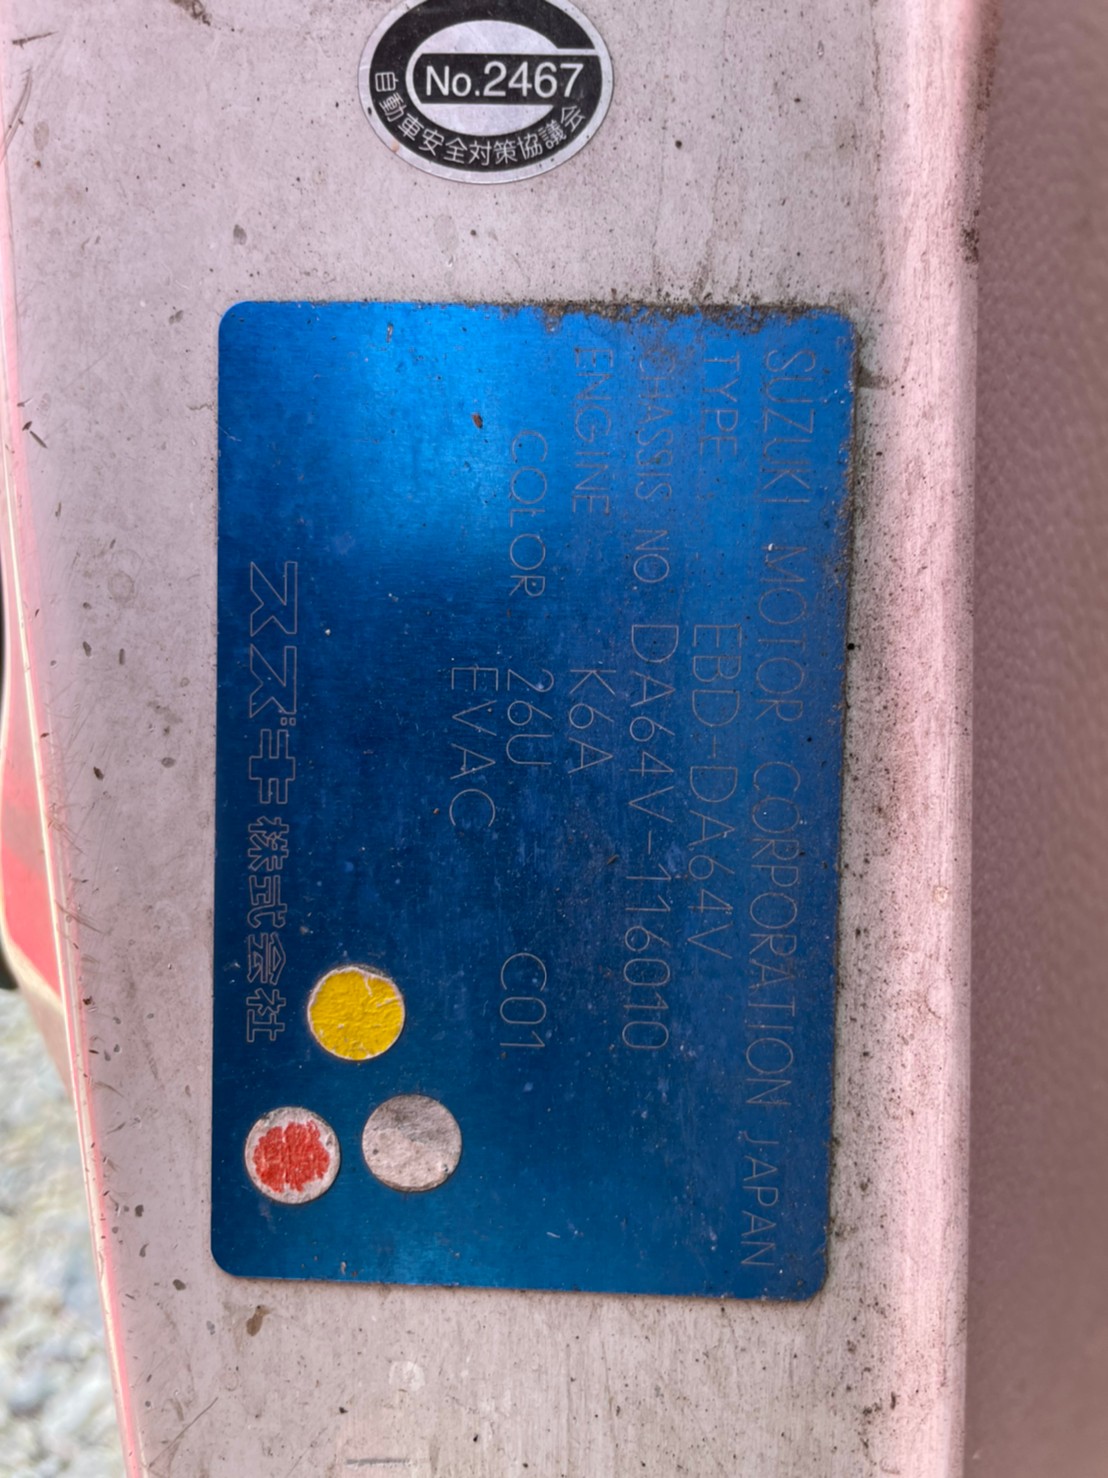 No.2467
自動車安全対策協議会
SUZUKI MOTOR CORPORATION JAPAN
TYPE EBD-DA64V
CHASSIS NO DA64V-116010
ENGINE K6A
COLOR 26U C01
EVAC
スズキ株式会社